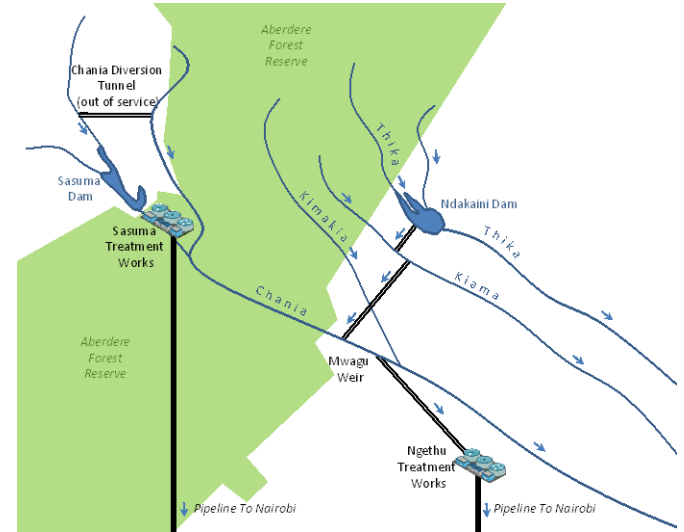 Aberdere
Forest
Reserve
Chania Diversion
Tunnel
(out of service)
Thika
Sasuma
Dam
Kimakia
Ndakaini Dam
Thika
Sasuma
Treatment
Works
Kiama
Chania
Aberdere
Forest
Reserve
Mwagu
Weir
Ngethu
Treatment
Works
Pipeline To Nairobi
Pipeline To Nairobi